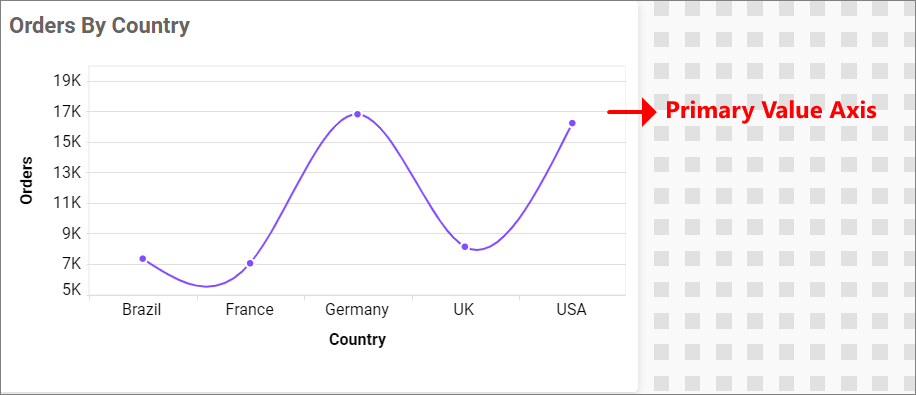 Orders By Country
19K
17K
Primary Value Axis
15K
13K
Orders
11K
9K
7K
5K
Brazil France Germany UK USA
Country